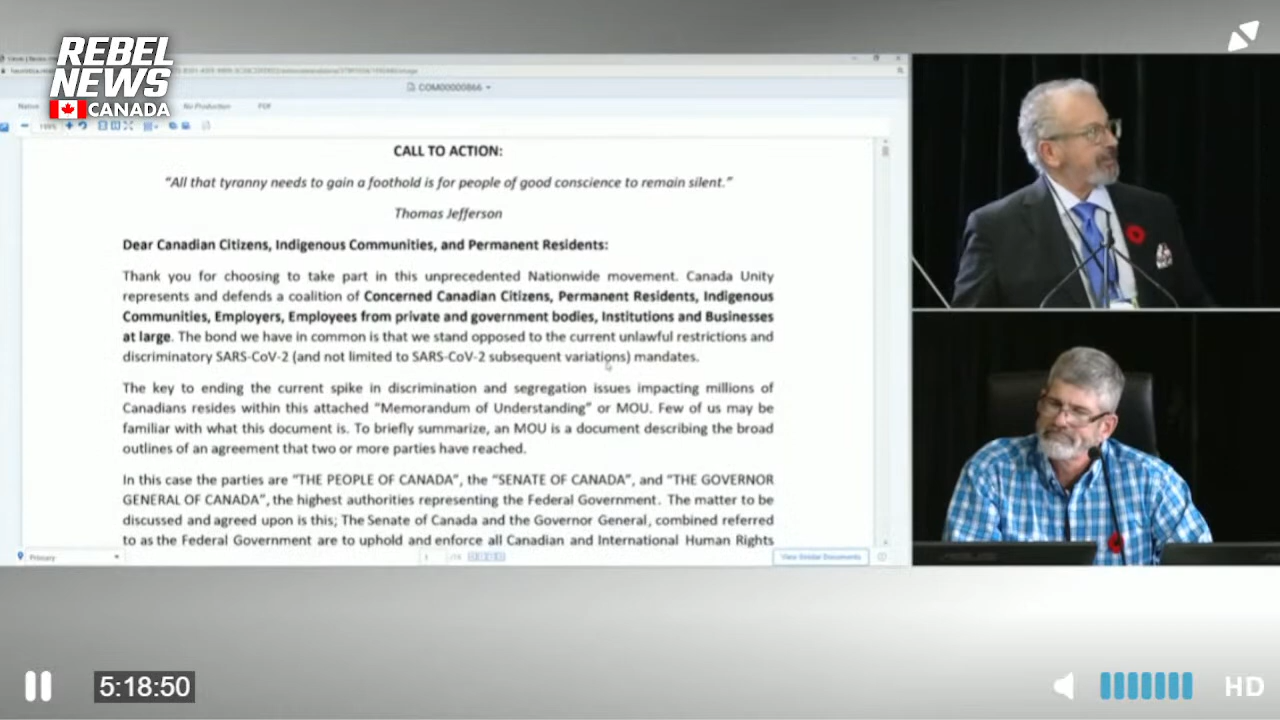 REBEL
NEWS
CANADA
COM00000866
No Production
PDF
CALL TO ACTION:
“All that tyranny needs to gain a foothold is for people of good conscience to remain silent.”
Thomas Jefferson
Dear Canadian Citizens, Indigenous Communities, and Permanent Residents:
Thank you for choosing to take part in this unprecedented Nationwide movement. Canada Unity
represents and defends a coalition of Concerned Canadian Citizens, Permanent Residents, Indigenous
Communities, Employers, Employees from private and government bodies, Institutions and Businesses
at large. The bond we have in common is that we stand opposed to the current unlawful restrictions and
discriminatory SARS-CoV-2 (and not limited to SARS-CoV-2 subsequent variations) mandates.
The key to ending the current spike in discrimination and segregation issues impacting millions of
Canadians resides within this attached “Memorandum of Understanding” or MOU. Few of us may be
familiar with what this document is. To briefly summarize, an MOU is a document describing the broad
outlines of an agreement that two or more parties have reached.
In this case the parties are “THE PEOPLE OF CANADA”, the “SENATE OF CANADA”, and “THE GOVERNOR
GENERAL OF CANADA”, the highest authorities representing the Federal Government. The matter to be
discussed and agreed upon is this; The Senate of Canada and the Governor General, combined referred
to as the Federal Government are to uphold and enforce all Canadian and International Human Rights
Primary
View Similar Documents
5:18:50
HD